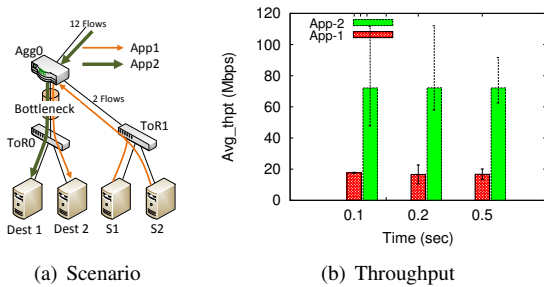 12 Flows
App1
App2
Agg0
Bottleneck
2 Flows
ToR0
ToR1
Dest 1 Dest 2 S1 S2
(a) Scenario
120
100
80
60
40
20
0
Avg_thpt (Mbps)
App-2
App-1
0.1 0.2 0.5
Time (sec)
(b) Throughput